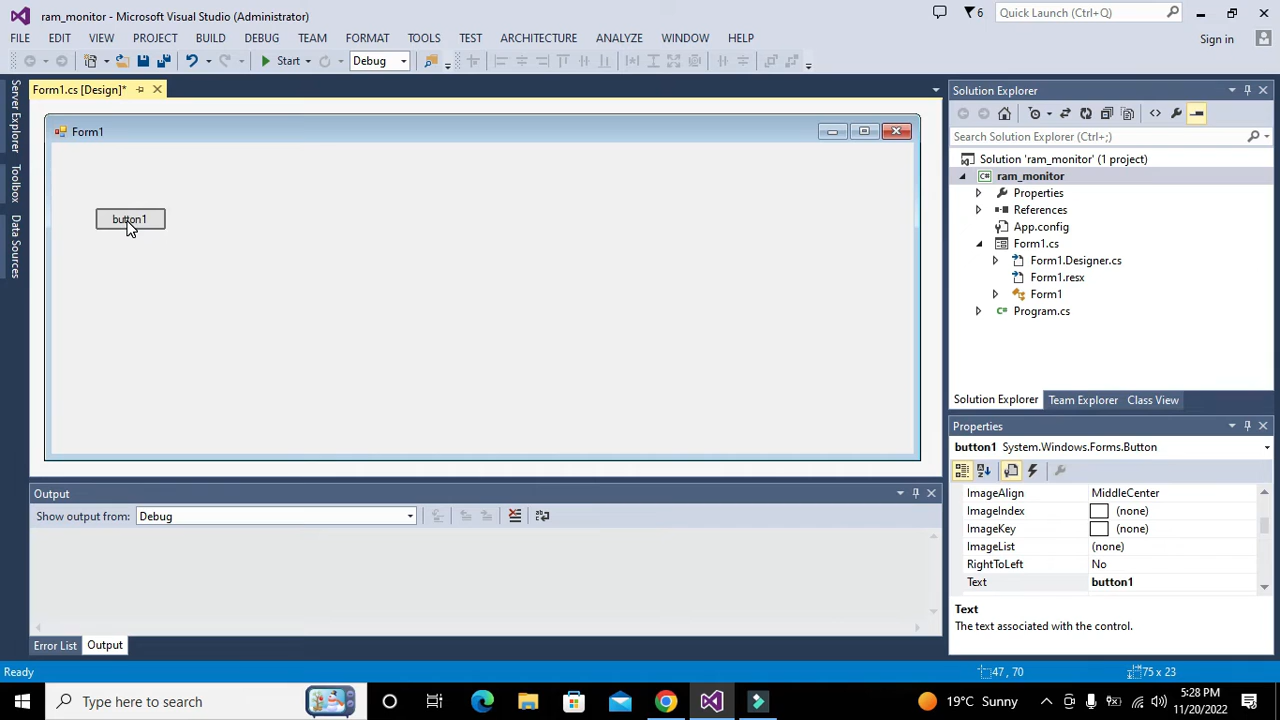 ram_monitor - Microsoft Visual Studio (Administrator)
6
Quick Launch (Ctrl+Q)
FILE EDIT VIEW PROJECT BUILD DEBUG TEAM FORMAT TOOLS TEST ARCHITECTURE ANALYZE WINDOW HELP
Sign in
Start
Debug
Server Explorer
Toolbox
Data Sources
Form1.cs [Design]*
Form1
button1
Output
Show output from: Debug
Error List Output
Solution Explorer
Search Solution Explorer (Ctrl+;)
Solution 'ram_monitor' (1 project)
ram_monitor
Properties
References
App.config
Form1.cs
Form1.Designer.cs
Form1.resx
Form1
Program.cs
Solution Explorer Team Explorer Class View
Properties
button1 System.Windows.Forms.Button
ImageAlign MiddleCenter
ImageIndex (none)
ImageKey (none)
ImageList (none)
RightToLeft No
Text button1
Text
The text associated with the control.
Ready
47 , 70
75 x 23
Type here to search
19°C Sunny
5:28 PM
11/20/2022